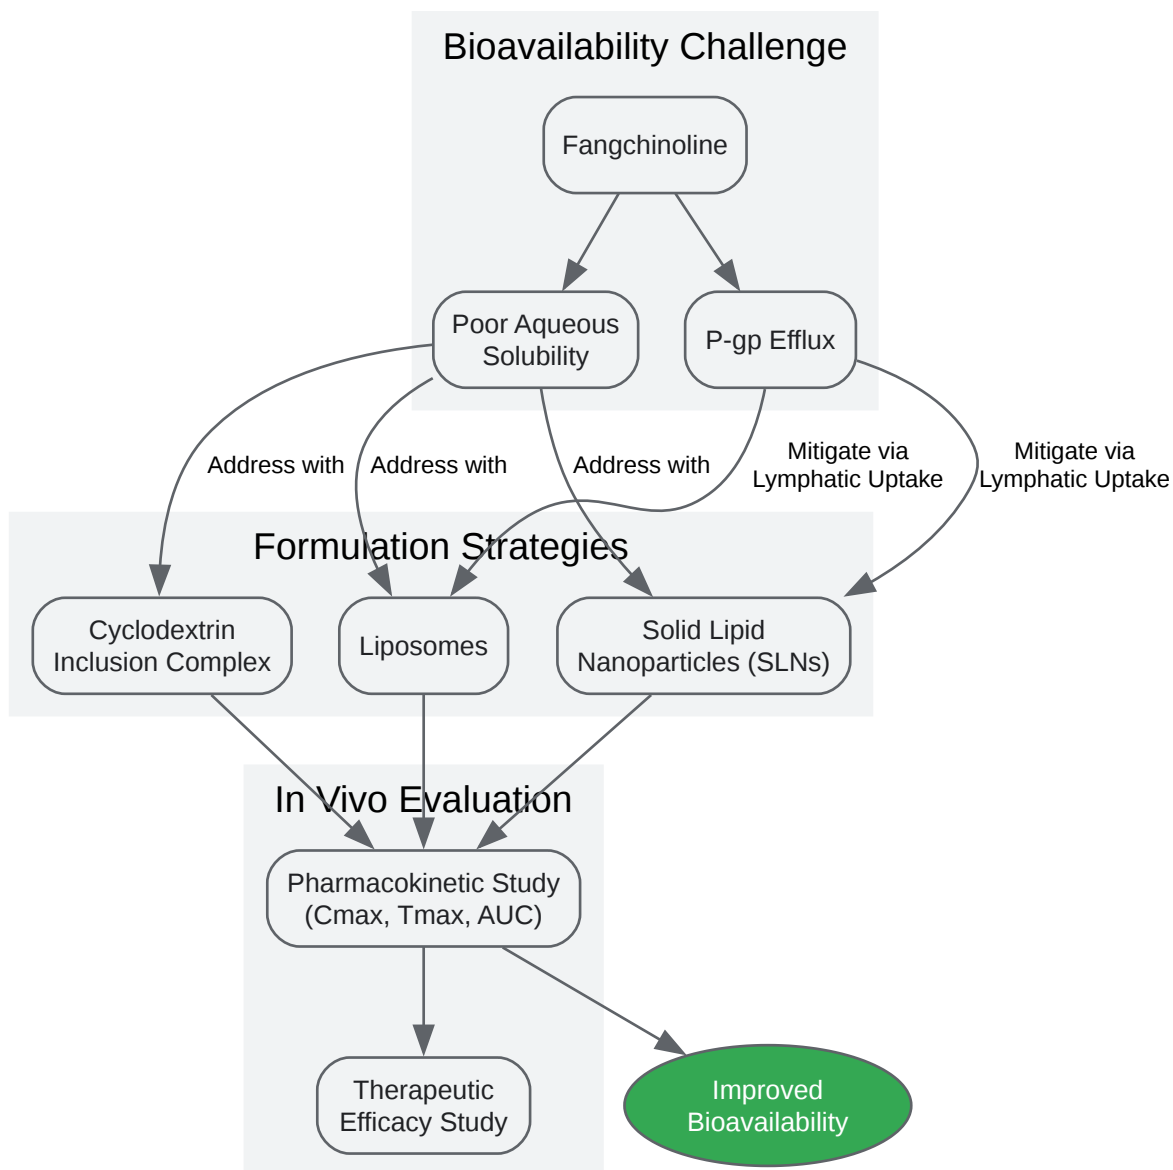 Bioavailability Challenge
Fangchinoline
Poor Aqueous
Solubility
P-gp Efflux
Address with
Address with
Address with
Mitigate via
Lymphatic Uptake
Mitigate via
Lymphatic Uptake
Formulation Strategies
Cyclodextrin
Inclusion Complex
Liposomes
Solid Lipid
Nanoparticles (SLNs)
In Vivo Evaluation
Pharmacokinetic Study
(Cmax, Tmax, AUC)
Therapeutic
Efficacy Study
Improved
Bioavailability